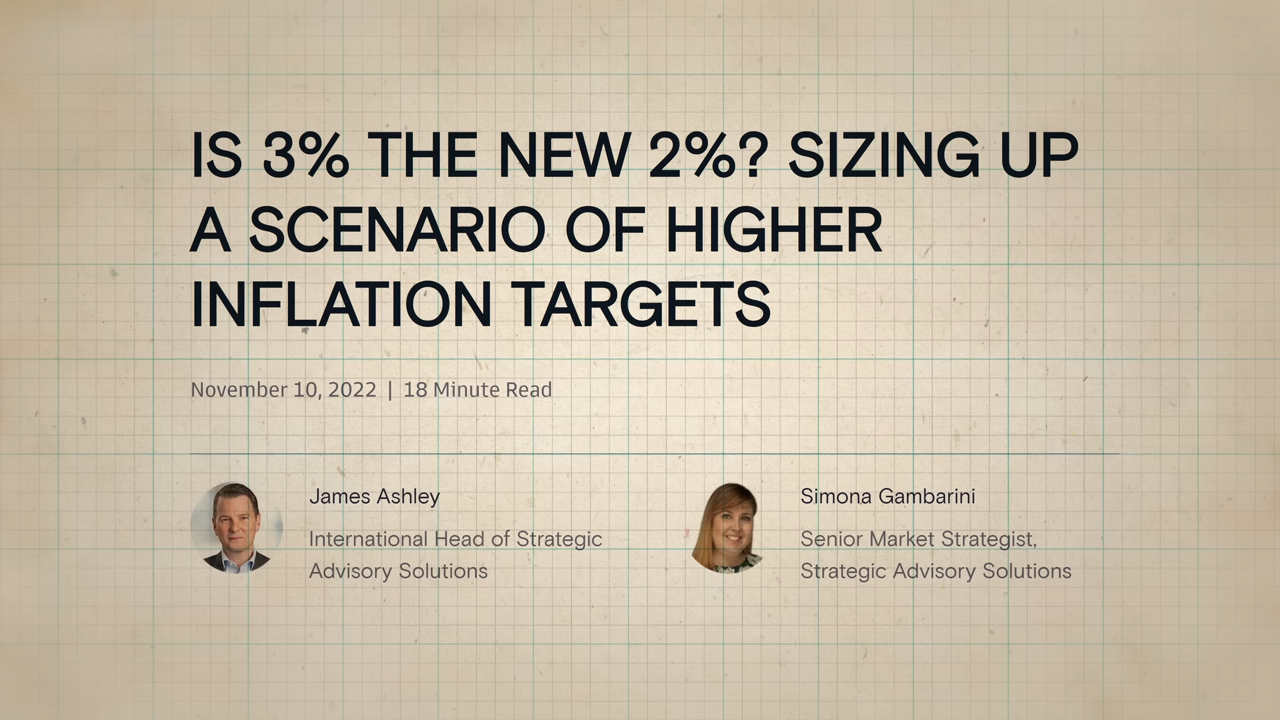 IS 3% THE NEW 2%? SIZING UP
A SCENARIO OF HIGHER
INFLATION TARGETS
November 10, 2022 | 18 Minute Read
James Ashley
International Head of Strategic
Advisory Solutions
Simona Gambarini
Senior Market Strategist,
Strategic Advisory Solutions